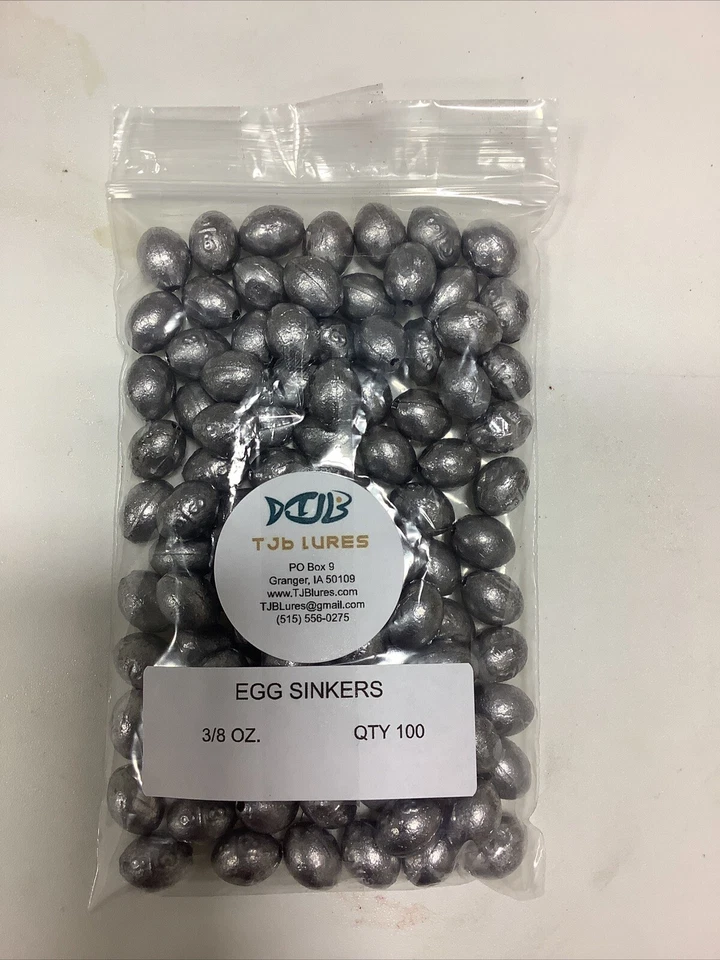 TJB
TJb LURES
PO Box 9
Granger, IA 50109
www.TJBlures.com
TJBLures@gmail.com
(515) 556-0275
EGG SINKERS
3/8 OZ. QTY 100